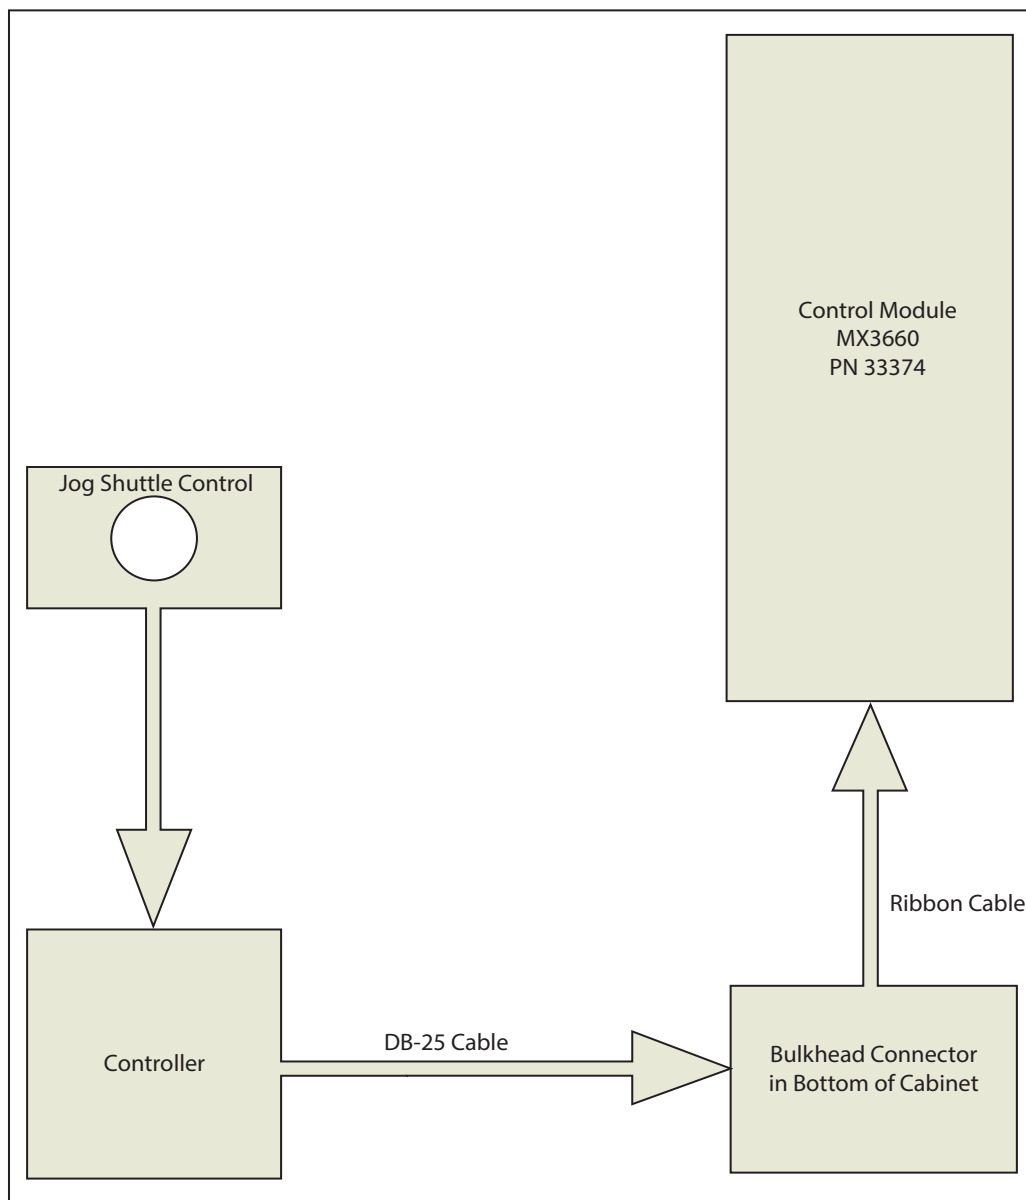 Control Module
MX3660
PN 33374
Jog Shuttle Control
Ribbon Cable
DB-25 Cable
Controller
Bulkhead Connector
in Bottom of Cabinet